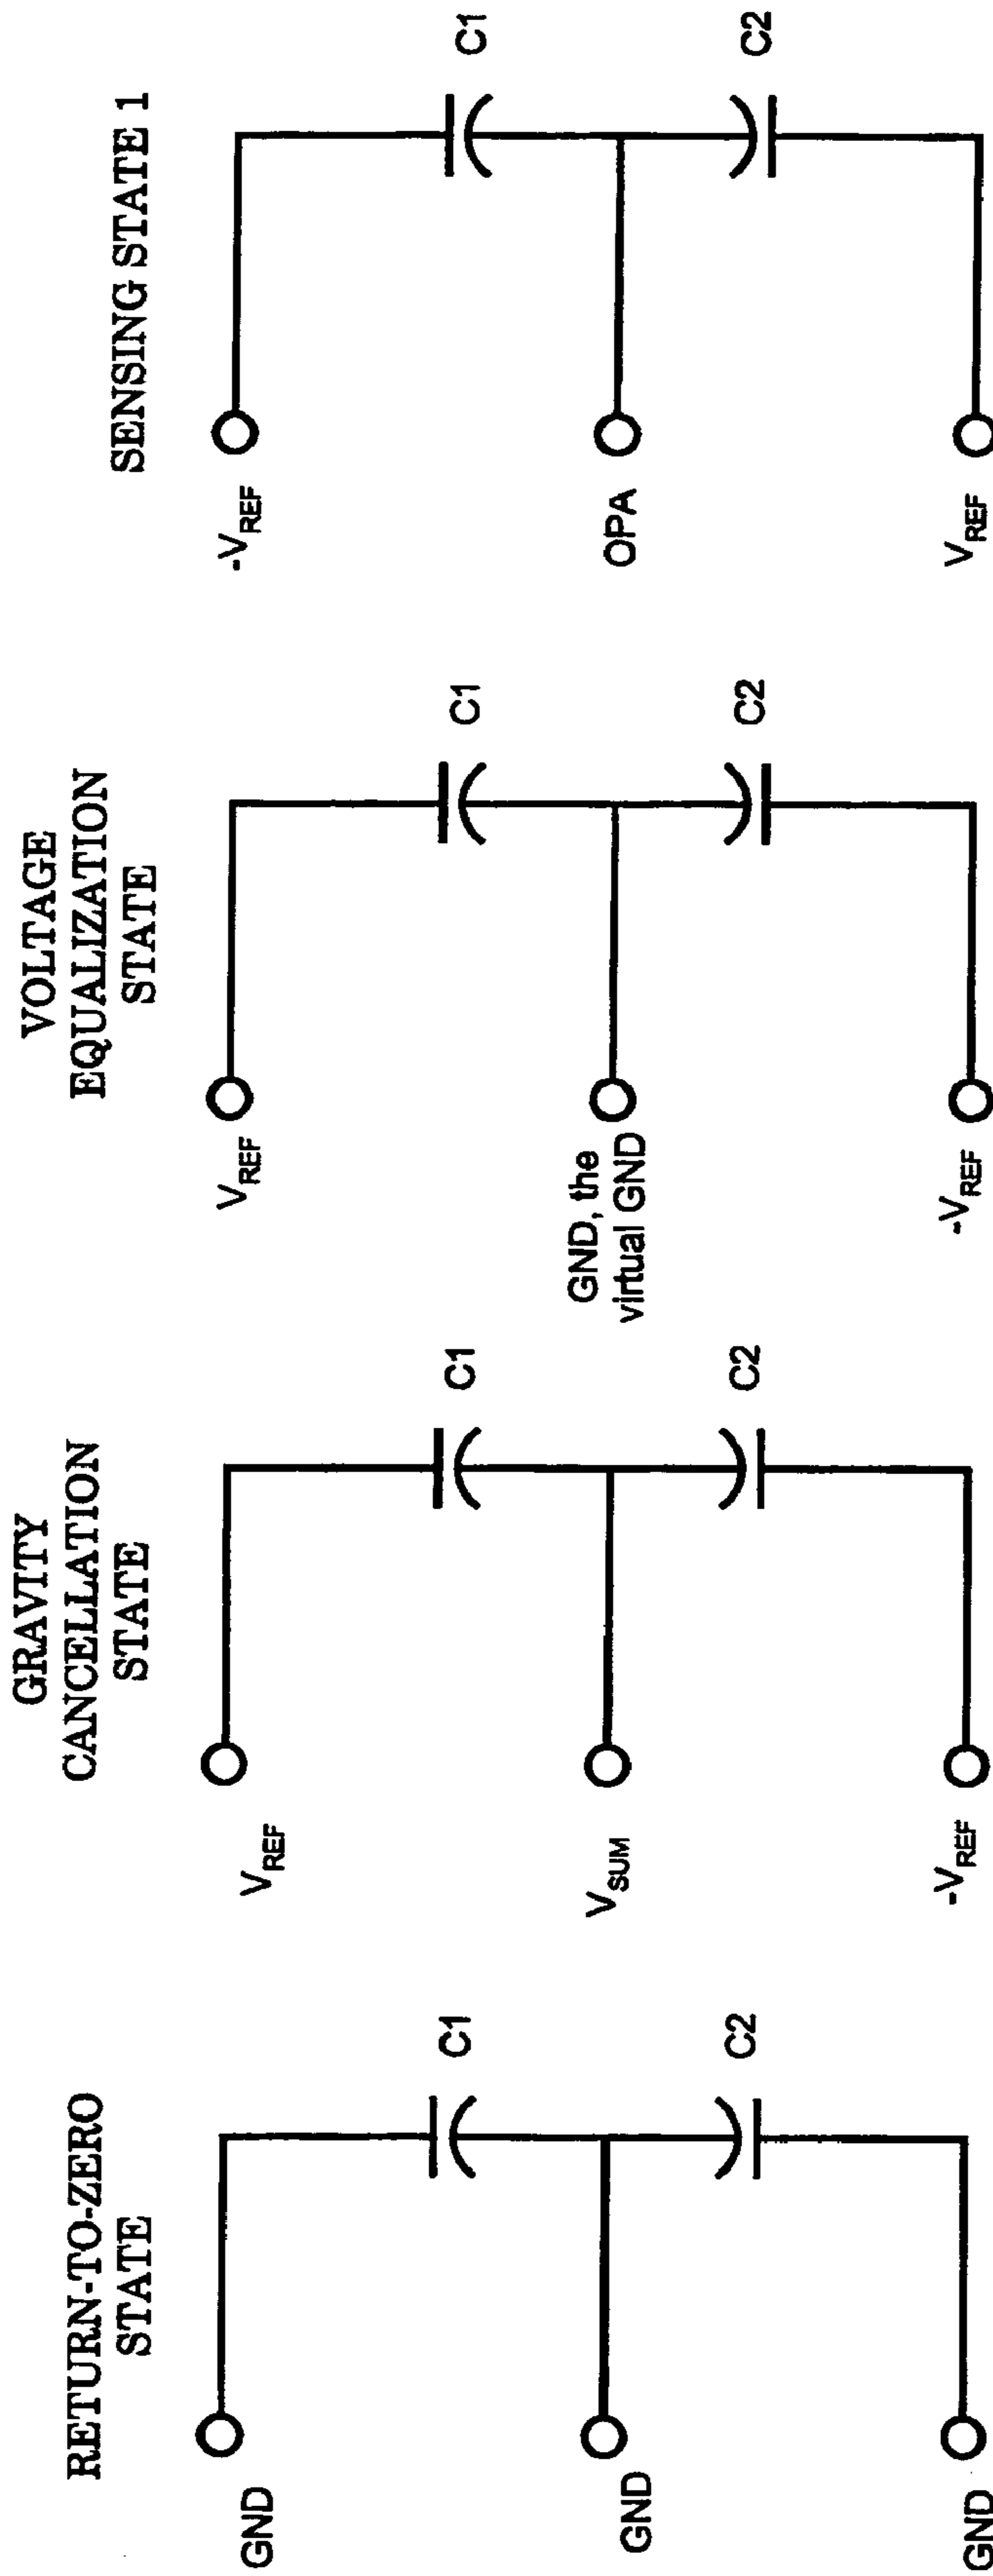 RETURN-TO-ZERO
STATE
GND
C1
GND
C2
GND
GRAVITY
CANCELLATION
STATE
VREF
C1
VSUM
C2
-VREF
VOLTAGE
EQUALIZATION
STATE
VREF
C1
GND, the
virtual GND
C2
-VREF
SENSING STATE 1
-VREF
C1
OPA
C2
VREF